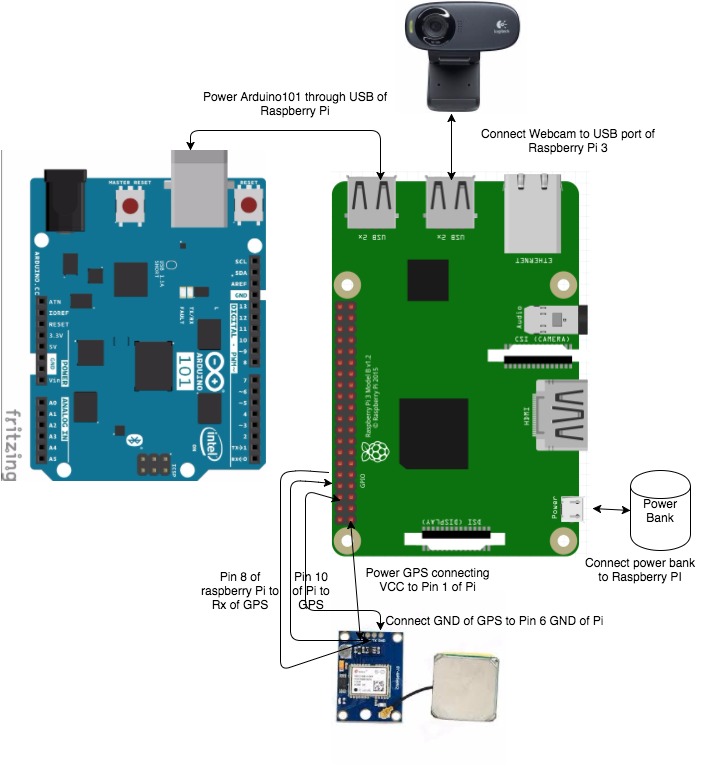 logitech
Power Arduino101 through USB of
Raspberry Pi
Connect Webcam to USB port of
Raspberry Pi 3
MASTER RESET
RESET
USB 2x
USB 2x
ETHERNET
ARDUINO.CC
SCL
SDA
AREF
GND
13
12
11
10
9
8
7
~6
~5
4
~3
2
TX▸1
RX◂0
DIGITAL - PWM~
TX/RX
FAULT
L
ATN
IOREF
RESET
3.3V
5V
GND
Vin
POWER
A0
A1
A2
A3
A4
A5
ANALOG IN
ARDUINO
101
intel
ON
ICSP
fritzing
Audio
CSI (CAMERA)
Raspberry Pi 3 Model B v1.2
© Raspberry Pi 2015
HDMI
GPIO
Power
DSI (DISPLAY)
Power
Bank
Connect power bank
to Raspberry PI
Pin 8 of
raspberry Pi to
Rx of GPS
Pin 10
of Pi to
GPS
Power GPS connecting
VCC to Pin 1 of Pi
Connect GND of GPS to Pin 6 GND of Pi